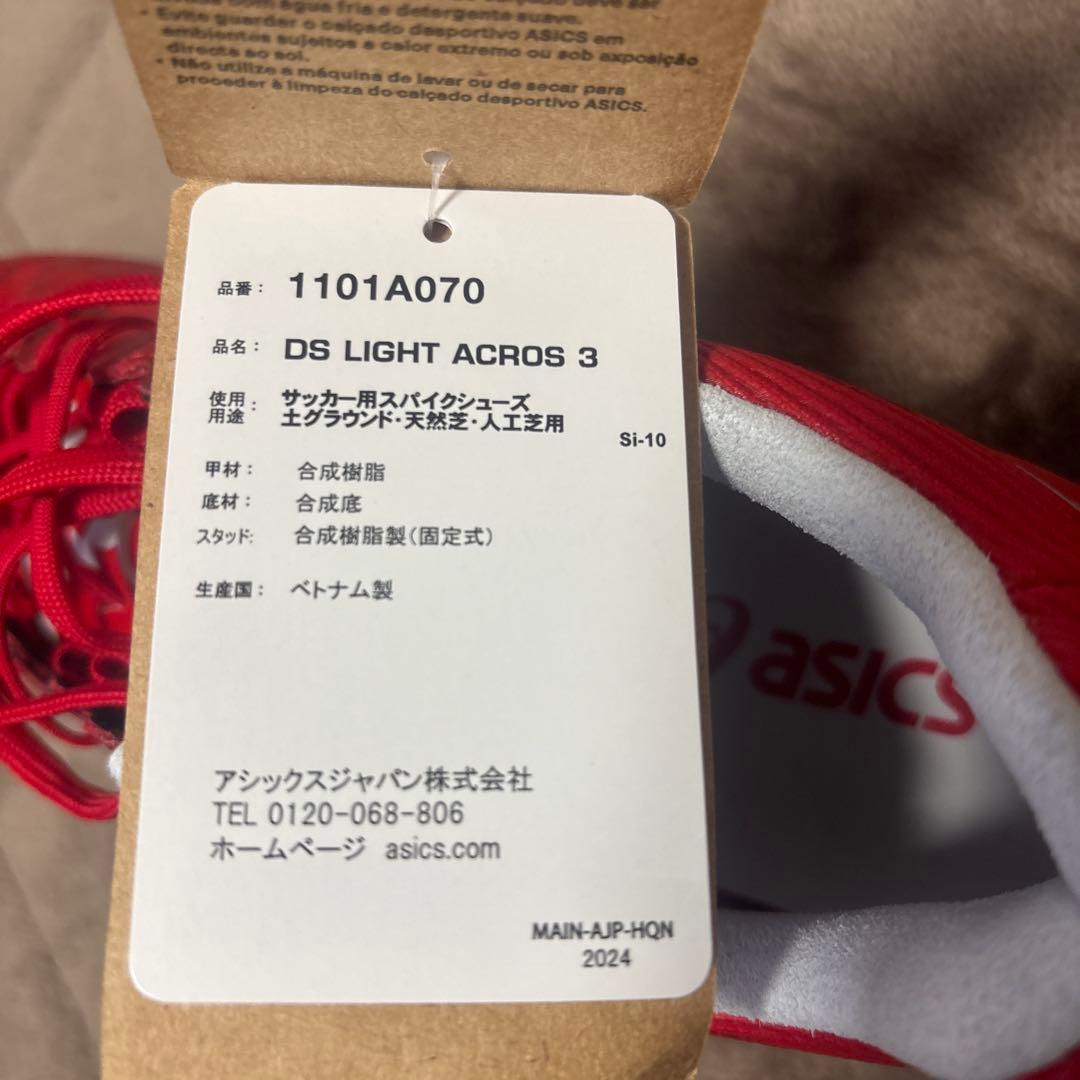 com água fria e detergente suave.
• Evite guardar o calçado desportivo ASICS em
ambientes sujeitos a calor extremo ou sob exposição
directa ao sol.
• Não utilize a máquina de lavar ou de secar para
proceder à limpeza do calçado desportivo ASICS.
品番： 1101A070
品名： DS LIGHT ACROS 3
使用用途： サッカー用スパイクシューズ
土グラウンド・天然芝・人工芝用
Si-10
甲材： 合成樹脂
底材： 合成底
スタッド: 合成樹脂製（固定式）
生産国： ベトナム製
アシックスジャパン株式会社
TEL 0120-068-806
ホームページ asics.com
MAIN-AJP-HQN
2024
asics